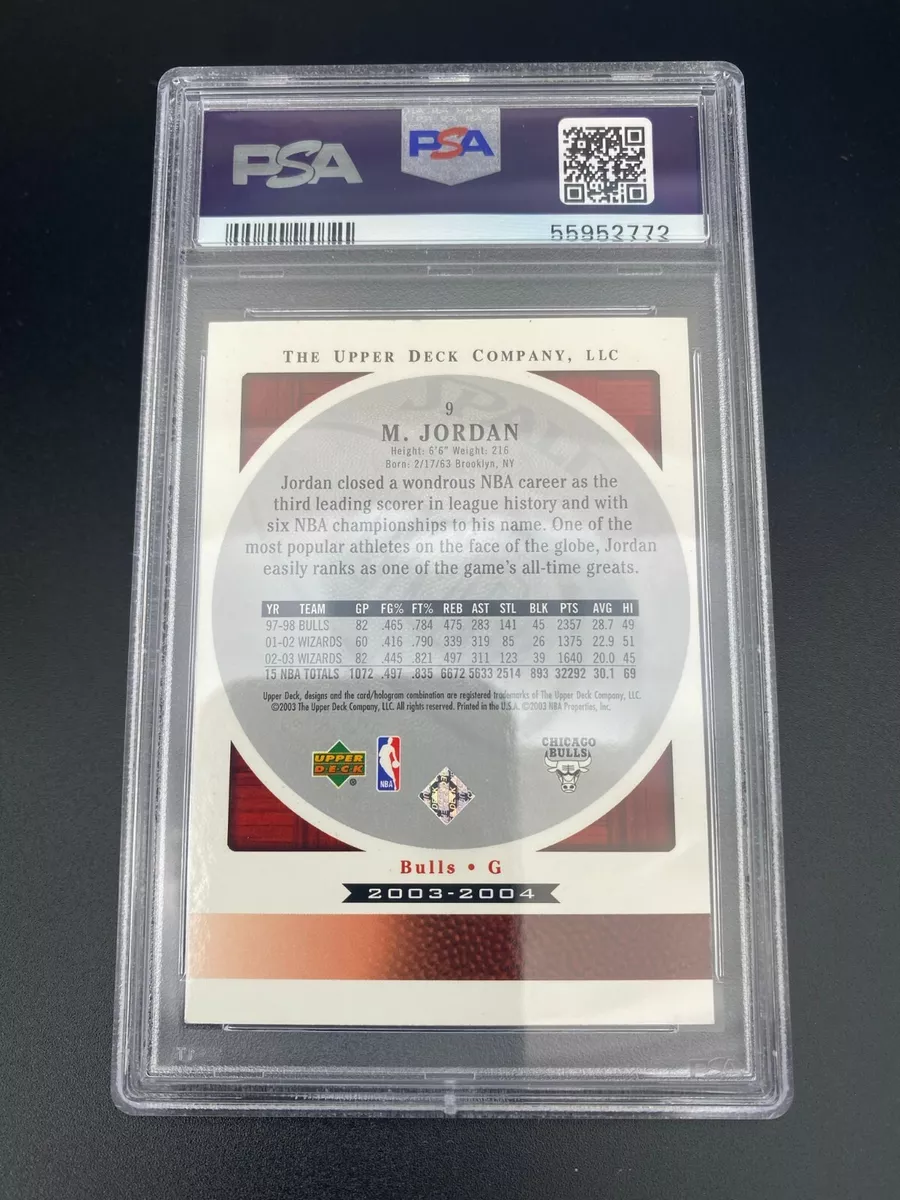 PSA
PSA
55952772
THE UPPER DECK COMPANY, LLC
SPALDING
9
M. JORDAN
Height: 6'6" Weight: 216
Born: 2/17/63 Brooklyn, NY
Jordan closed a wondrous NBA career as the
third leading scorer in league history and with
six NBA championships to his name. One of the
most popular athletes on the face of the globe, Jordan
easily ranks as one of the game's all-time greats.
YR TEAM GP FG% FT% REB AST STL BLK PTS AVG HI
97-98 BULLS 82 .465 .784 475 283 141 45 2357 28.7 49
01-02 WIZARDS 60 .416 .790 339 319 85 26 1375 22.9 51
02-03 WIZARDS 82 .445 .821 497 311 123 39 1640 20.0 45
15 NBA TOTALS 1072 .497 .835 6672 5633 2514 893 32292 30.1 69
Upper Deck, designs and the card/hologram combination are registered trademarks of The Upper Deck Company, LLC.
©2003 The Upper Deck Company, LLC. All rights reserved. Printed in the U.S.A. ©2003 NBA Properties, Inc.
UPPER DECK ®
NBA
CHICAGO
BULLS
Bulls • G
2003-2004
TJ
PSA